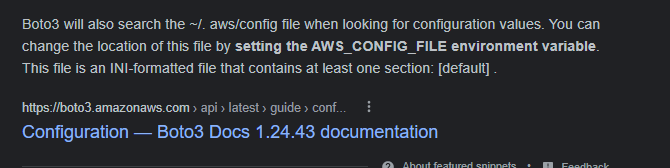 Boto3 will also search the ~/. aws/config file when looking for configuration values. You can
change the location of this file by setting the AWS_CONFIG_FILE environment variable.
This file is an INI-formatted file that contains at least one section: [default] .
https://boto3.amazonaws.com › api › latest › guide › conf...
Configuration — Boto3 Docs 1.24.43 documentation
About featured snippets • Feedback